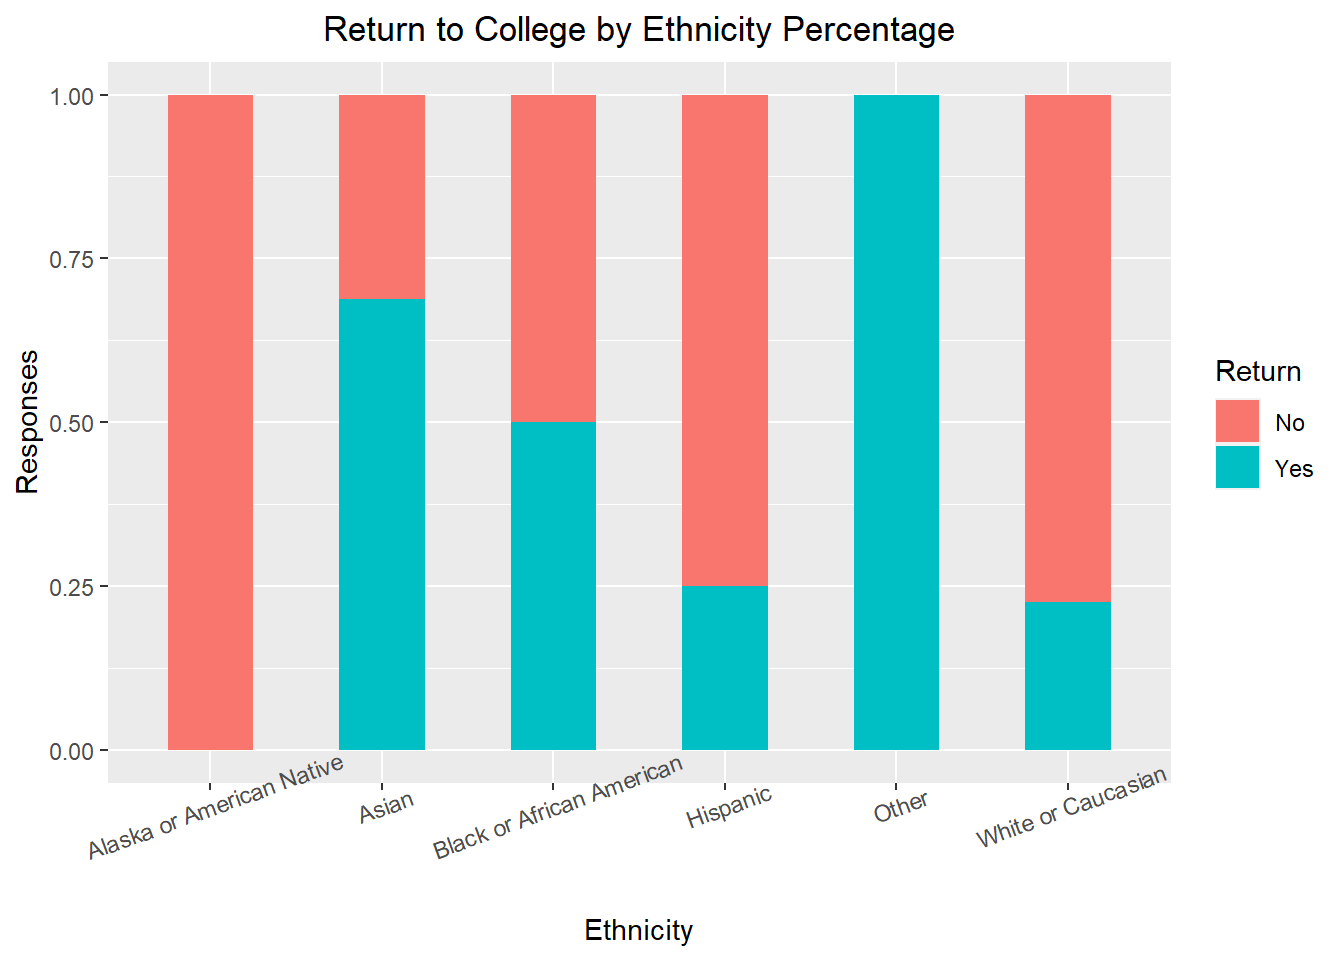 Return to College by Ethnicity Percentage
Responses
1.00
0.75
0.50
0.25
0.00
Alaska or American Native
Asian
Black or African American
Hispanic
Other
White or Caucasian
Ethnicity
Return
No
Yes